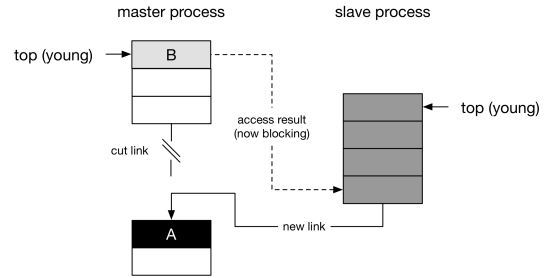 master process
slave process
top (young)
B
top (young)
access result
(now blocking)
cut link
A
new link